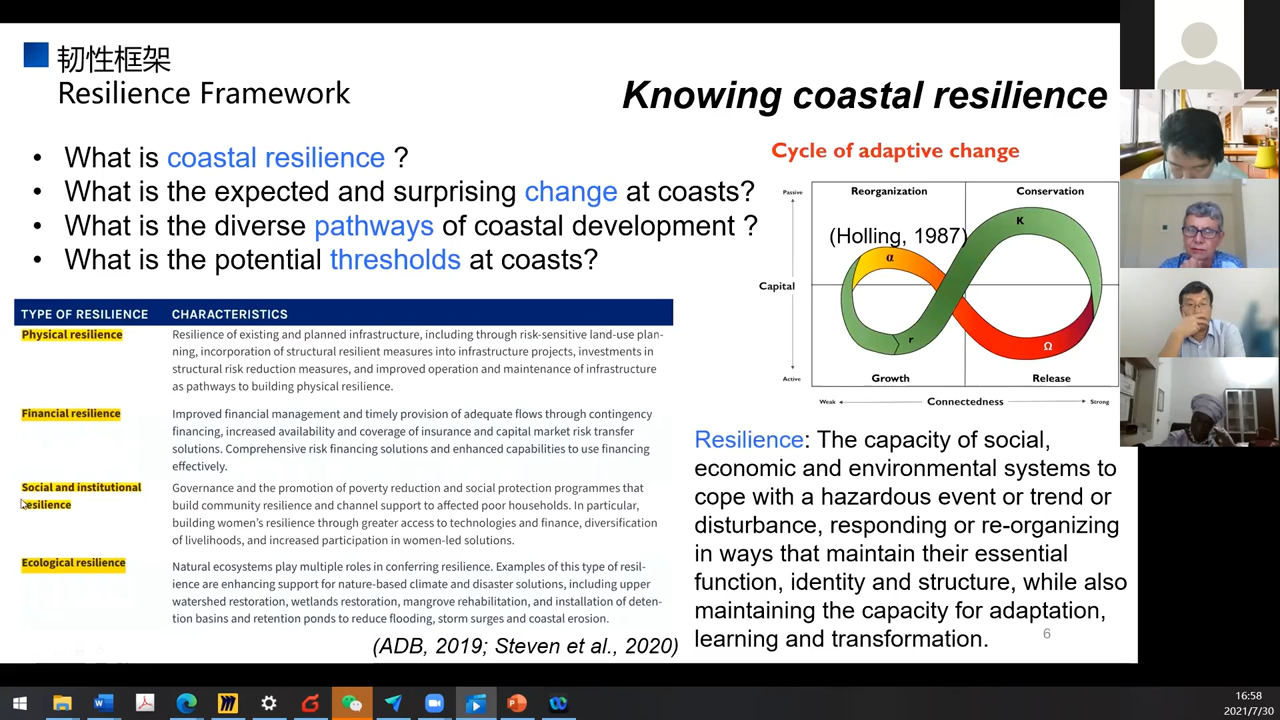 韧性框架
Resilience Framework
Knowing coastal resilience
• What is coastal resilience ?
• What is the expected and surprising change at coasts?
• What is the diverse pathways of coastal development ?
• What is the potential thresholds at coasts?
TYPE OF RESILIENCE CHARACTERISTICS
Physical resilience
Resilience of existing and planned infrastructure, including through risk-sensitive land-use plan-
ning, incorporation of structural resilient measures into infrastructure projects, investments in
structural risk reduction measures, and improved operation and maintenance of infrastructure
as pathways to building physical resilience.
Financial resilience
Improved financial management and timely provision of adequate flows through contingency
financing, increased availability and coverage of insurance and capital market risk transfer
solutions. Comprehensive risk financing solutions and enhanced capabilities to use financing
effectively.
Social and institutional
resilience
Governance and the promotion of poverty reduction and social protection programmes that
build community resilience and channel support to affected poor households. In particular,
building women's resilience through greater access to technologies and finance, diversification
of livelihoods, and increased participation in women-led solutions.
Ecological resilience
Natural ecosystems play multiple roles in conferring resilience. Examples of this type of resil-
ience are enhancing support for nature-based climate and disaster solutions, including upper
watershed restoration, wetlands restoration, mangrove rehabilitation, and installation of deten-
tion basins and retention ponds to reduce flooding, storm surges and coastal erosion.
(ADB, 2019; Steven et al., 2020)
Cycle of adaptive change
Passive
Reorganization
Conservation
K
(Holling, 1987)
α
Capital
r
Ω
Active
Growth
Release
Weak
Connectedness
Strong
Resilience: The capacity of social,
economic and environmental systems to
cope with a hazardous event or trend or
disturbance, responding or re-organizing
in ways that maintain their essential
function, identity and structure, while also
maintaining the capacity for adaptation,
learning and transformation.
6
16:58
2021/7/30